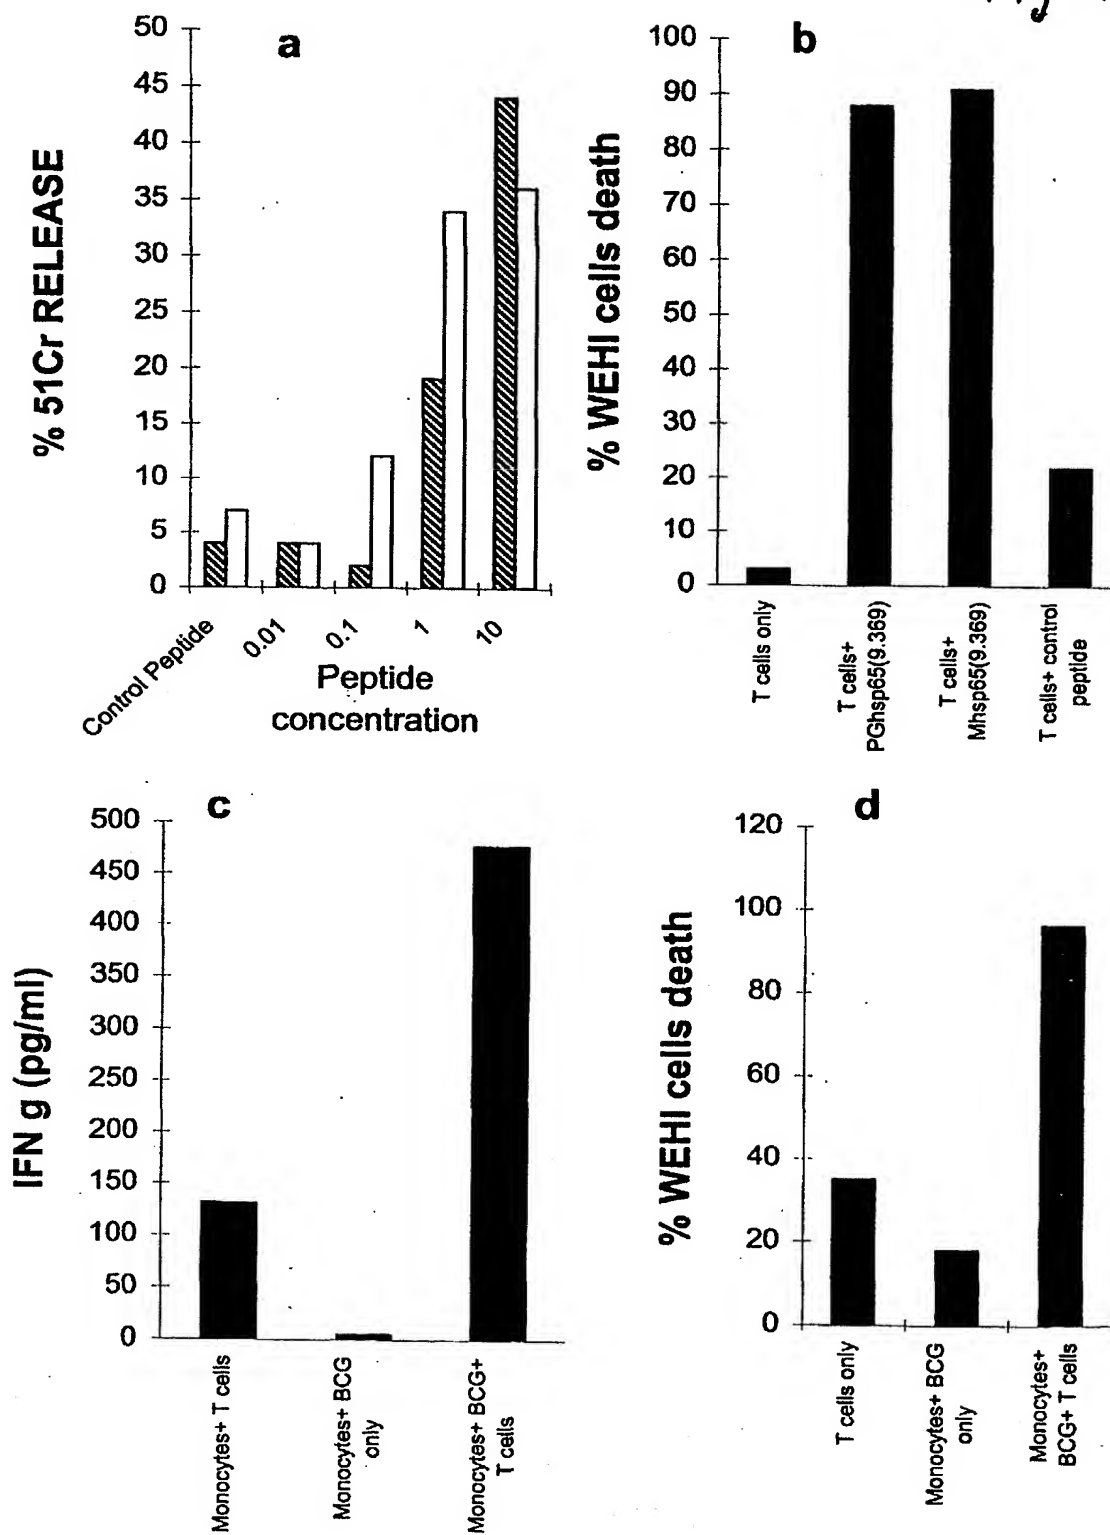 a
50
45
40
35
30
25
20
15
10
5
0
% 51Cr RELEASE
Control Peptide
0.01
0.1
1
10
Peptide
concentration
b
100
90
80
70
60
50
40
30
20
10
0
% WEHI cells death
T cells only
T cells+
PGhsp65(9.369)
T cells+
Mhsp65(9.369)
T cells+ control
peptide
c
500
450
400
350
300
250
200
150
100
50
0
IFN g (pg/ml)
Monocytes+ T cells
Monocytes+ BCG
only
Monocytes+ BCG+
T cells
d
120
100
80
60
40
20
0
% WEHI cells death
T cells only
Monocytes+ BCG
only
Monocytes+
BCG+ T cells